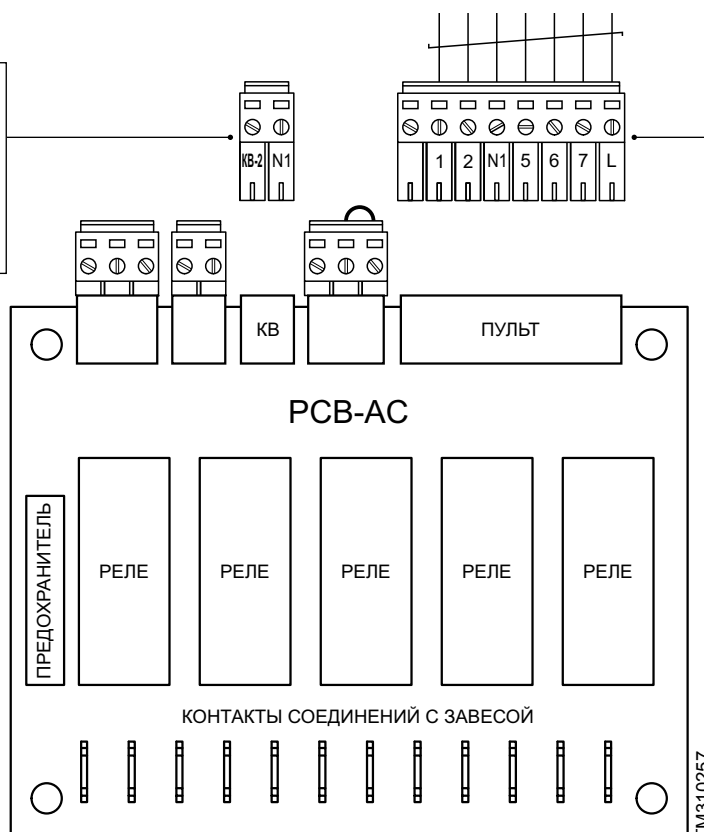 КВ-2 N1
1 2 N1 5 6 7 L
КВ
ПУЛЬТ
PCB-AC
ПРЕДОХРАНИТЕЛЬ
РЕЛЕ РЕЛЕ РЕЛЕ РЕЛЕ РЕЛЕ
КОНТАКТЫ СОЕДИНЕНИЙ С ЗАВЕСОЙ
TM310257